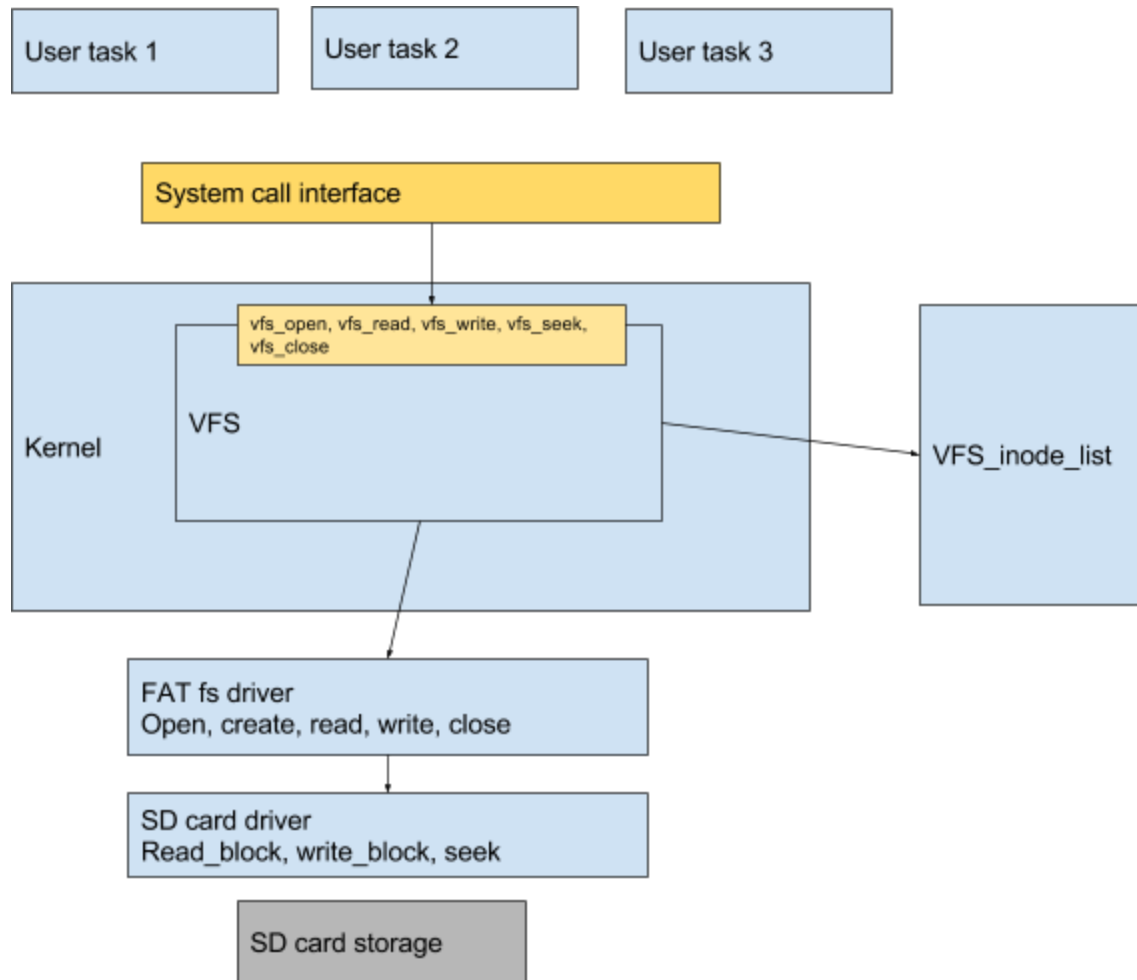 User task 1
User task 2
User task 3
System call interface
vfs_open, vfs_read, vfs_write, vfs_seek,
vfs_close
VFS
Kernel
VFS_inode_list
FAT fs driver
Open, create, read, write, close
SD card driver
Read_block, write_block, seek
SD card storage